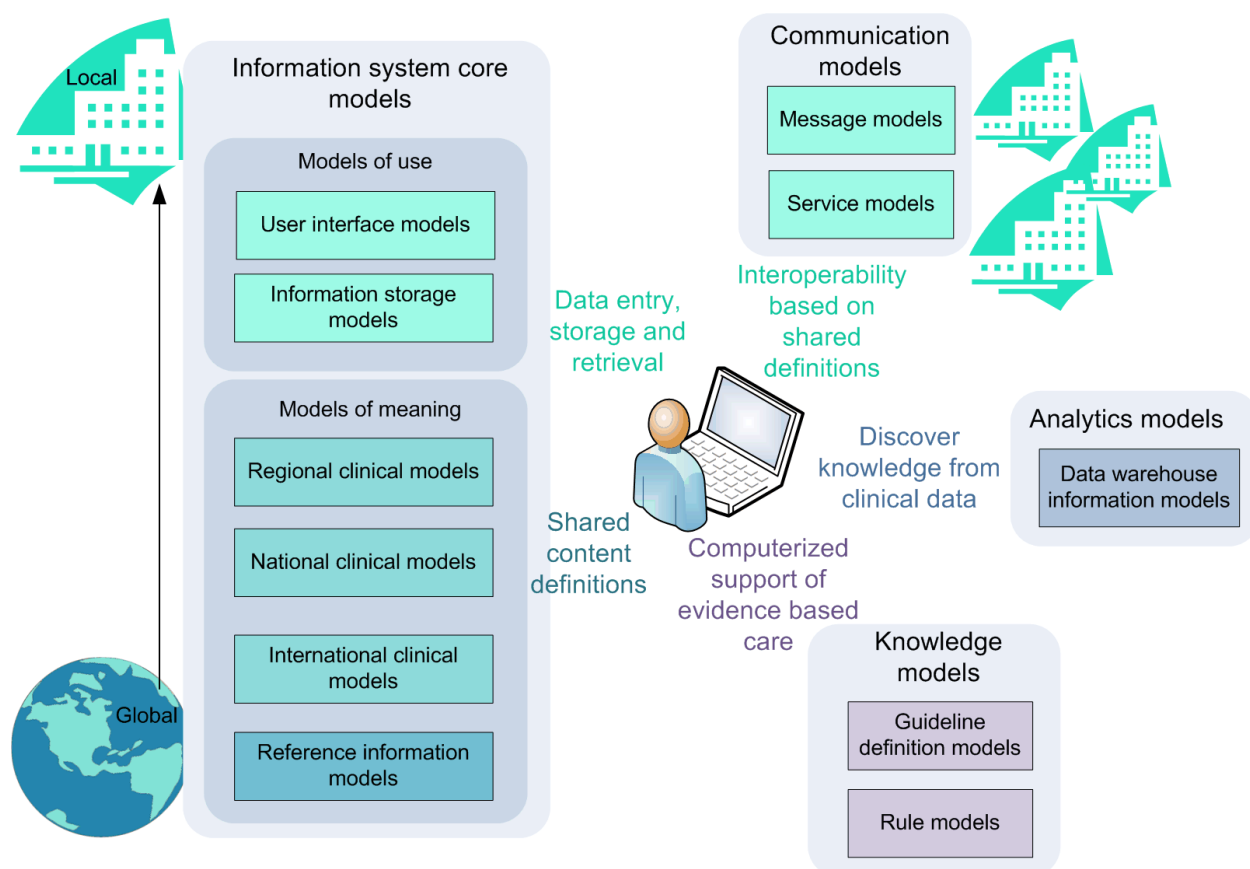 Local
Information system core
models
Models of use
User interface models
Information storage
models
Models of meaning
Regional clinical models
National clinical models
International clinical
models
Reference information
models
Global
Data entry,
storage and
retrieval
Shared
content
definitions
Communication
models
Message models
Service models
Interoperability
based on
shared
definitions
Discover
knowledge from
clinical data
Analytics models
Data warehouse
information models
Computerized
support of
evidence based
care
Knowledge
models
Guideline
definition models
Rule models